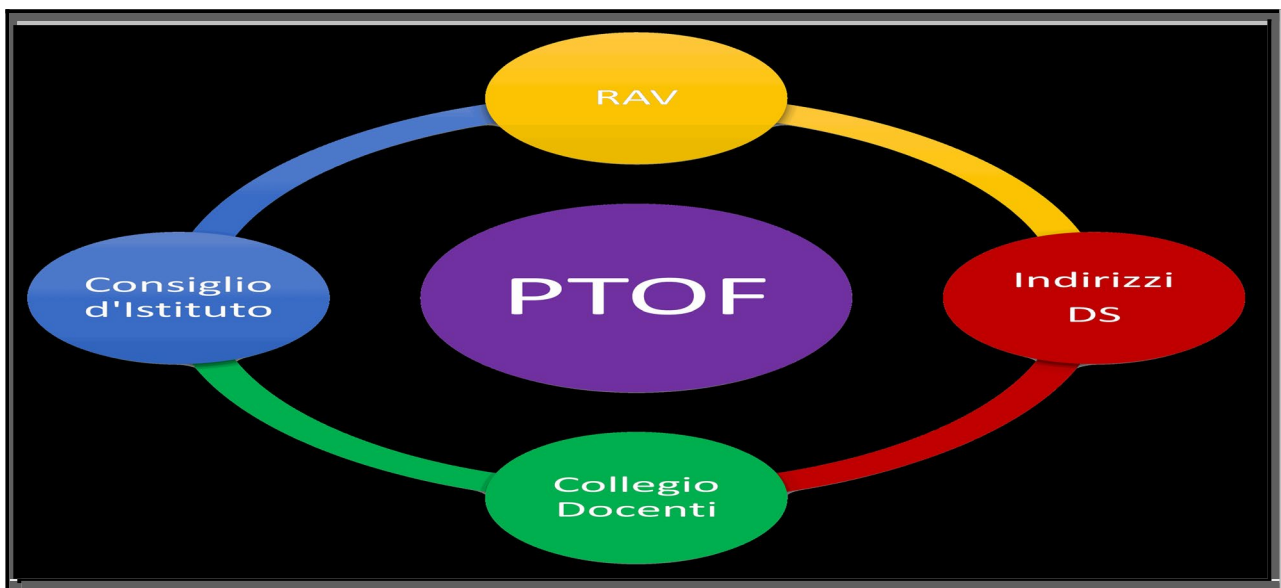 RAV
Consiglio
d'Istituto
PTOF
Indirizzi
DS
Collegio
Docenti